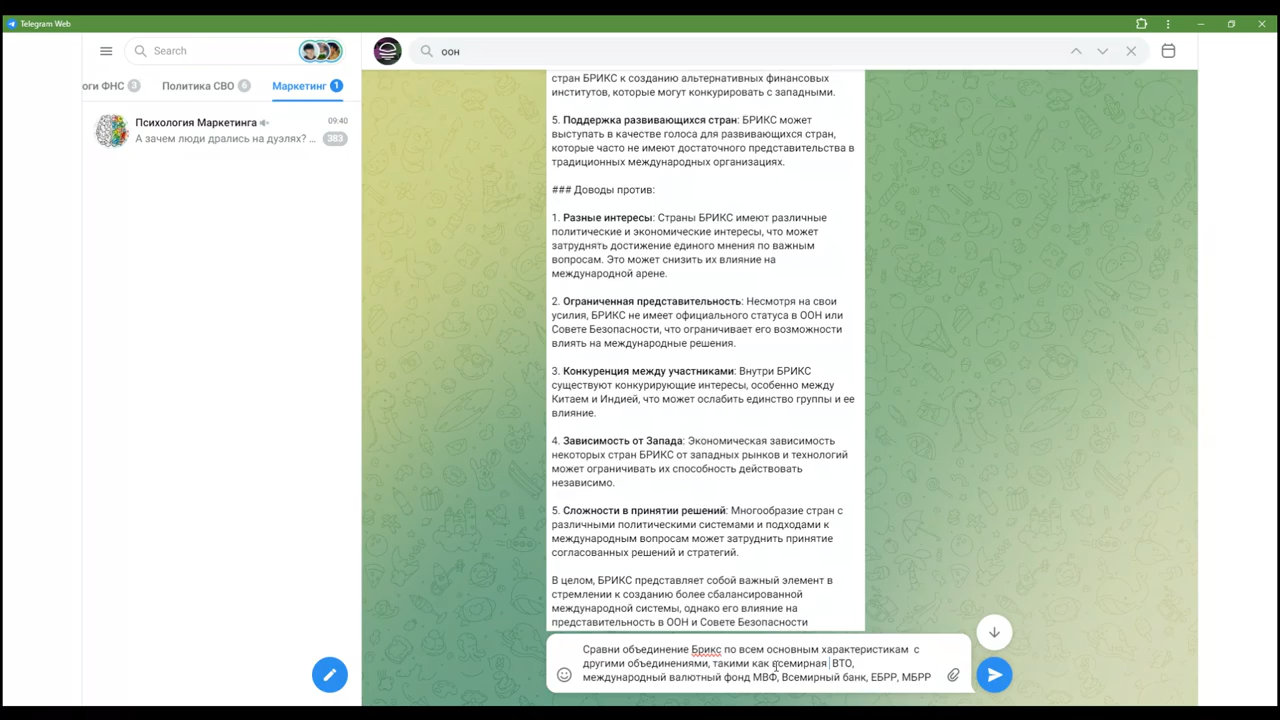 Telegram Web
Search
оон
оги ФНС 3
Политика СВО 6
Маркетинг 1
Психология Маркетинга
09:40
А зачем люди дрались на дуэлях? ...
383
стран БРИКС к созданию альтернативных финансовых
институтов, которые могут конкурировать с западными.
5. Поддержка развивающихся стран: БРИКС может
выступать в качестве голоса для развивающихся стран,
которые часто не имеют достаточного представительства в
традиционных международных организациях.
### Доводы против:
1. Разные интересы: Страны БРИКС имеют различные
политические и экономические интересы, что может
затруднять достижение единого мнения по важным
вопросам. Это может снизить их влияние на
международной арене.
2. Ограниченная представительность: Несмотря на свои
усилия, БРИКС не имеет официального статуса в ООН или
Совете Безопасности, что ограничивает его возможности
влиять на международные решения.
3. Конкуренция между участниками: Внутри БРИКС
существуют конкурирующие интересы, особенно между
Китаем и Индией, что может ослабить единство группы и ее
влияние.
4. Зависимость от Запада: Экономическая зависимость
некоторых стран БРИКС от западных рынков и технологий
может ограничивать их способность действовать
независимо.
5. Сложности в принятии решений: Многообразие стран с
различными политическими системами и подходами к
международным вопросам может затруднить принятие
согласованных решений и стратегий.
В целом, БРИКС представляет собой важный элемент в
стремлении к созданию более сбалансированной
международной системы, однако его влияние на
представительность в ООН и Совете Безопасности
Сравни объединение Брикс по всем основным характеристикам с
другими объединениями, такими как всемирная ВТО,
международный валютный фонд МВФ, Всемирный банк, ЕБРР, МБРР